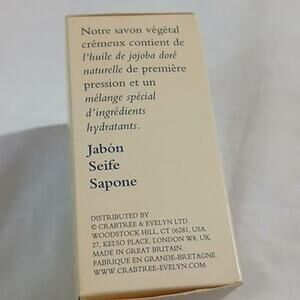 Notre savon végétal
crémeux contient de
l'huile de jojoba doré
naturelle de première
pression et un
mélange spécial
d'ingrédients
hydratants.
Jabón
Seife
Sapone
DISTRIBUTED BY
© CRABTREE & EVELYN LTD.
WOODSTOCK HILL, CT 06281, USA.
27, KELSO PLACE, LONDON W8. UK.
MADE IN GREAT BRITAIN.
FABRIQUÉ EN GRANDE-BRETAGNE.
WWW.CRABTREE-EVELYN.COM